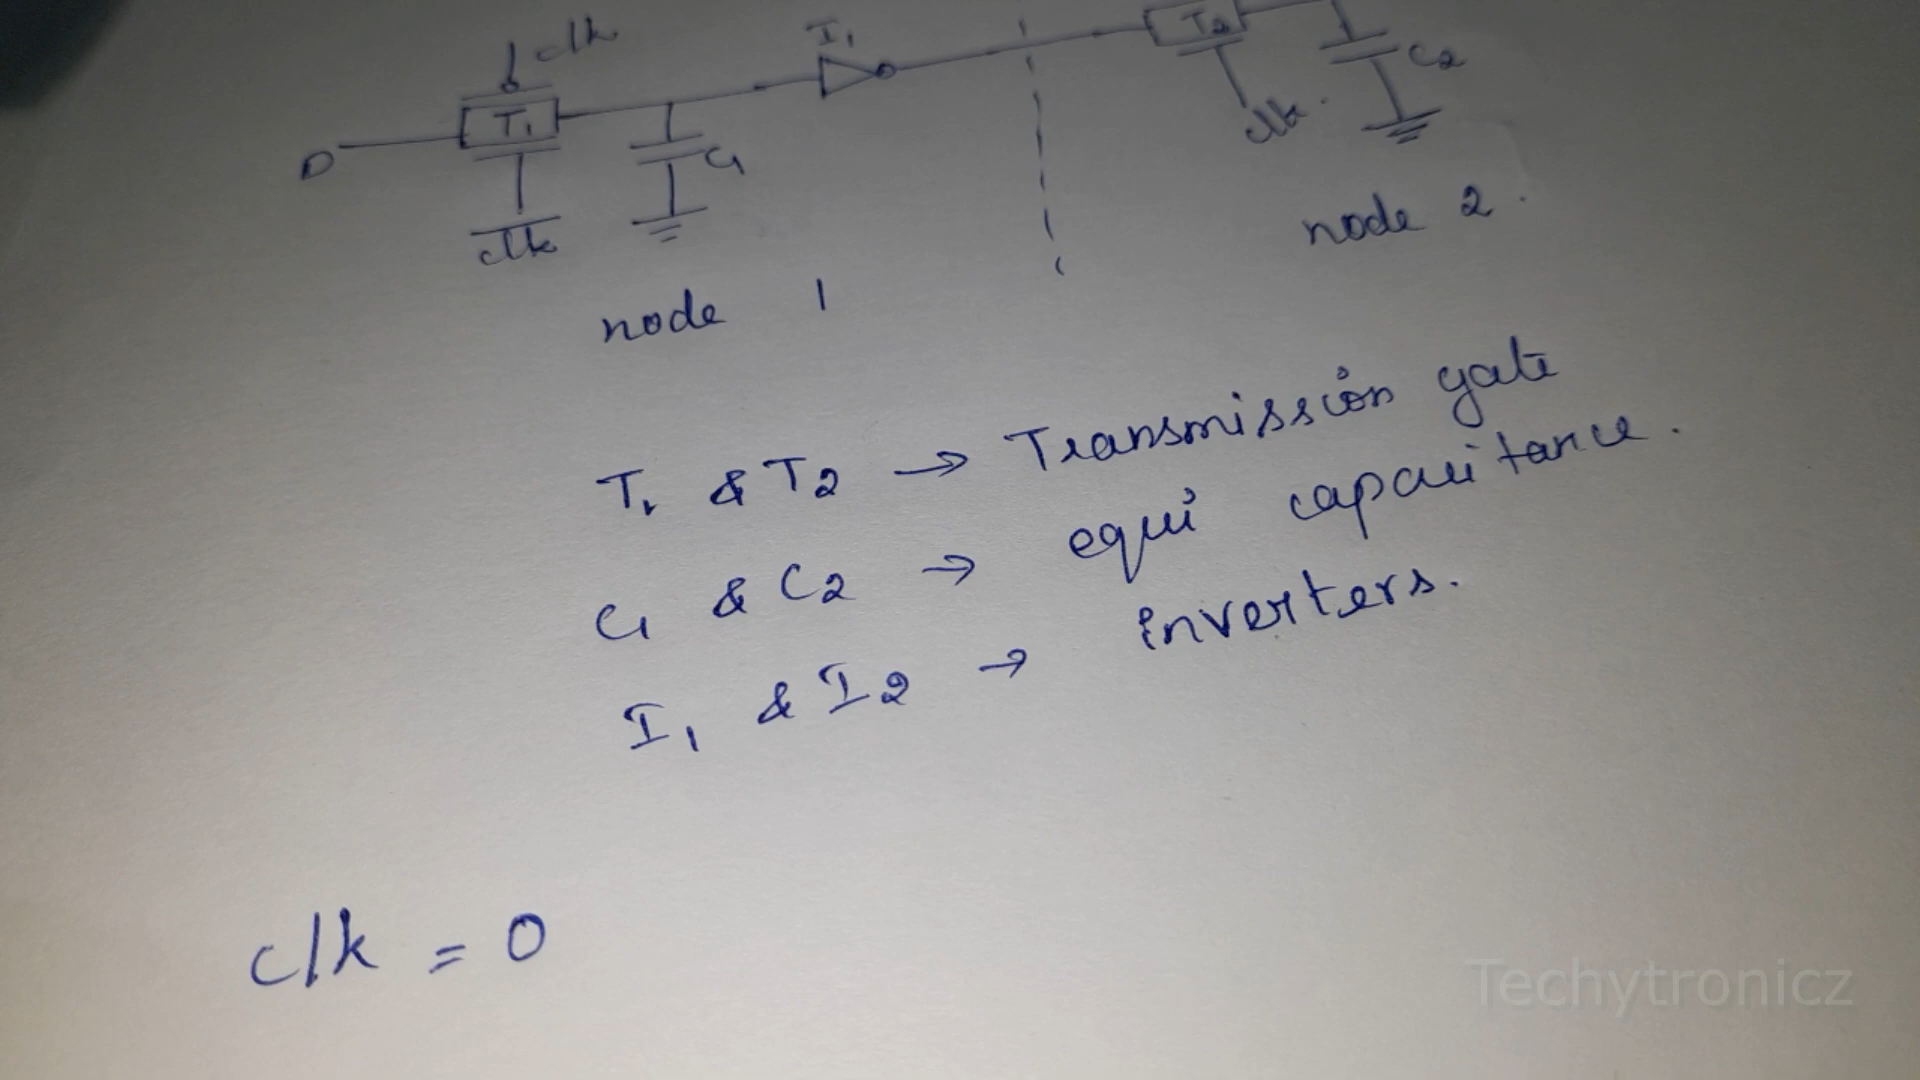 clk
I1
T2
C2
T1
D
C1
clk
c̅l̅k̅
node 2.
node 1
T1 & T2 → Transmission gate
C1 & C2 → equi capacitance.
I1 & I2 → inverters.
clk = 0
Techytronicz